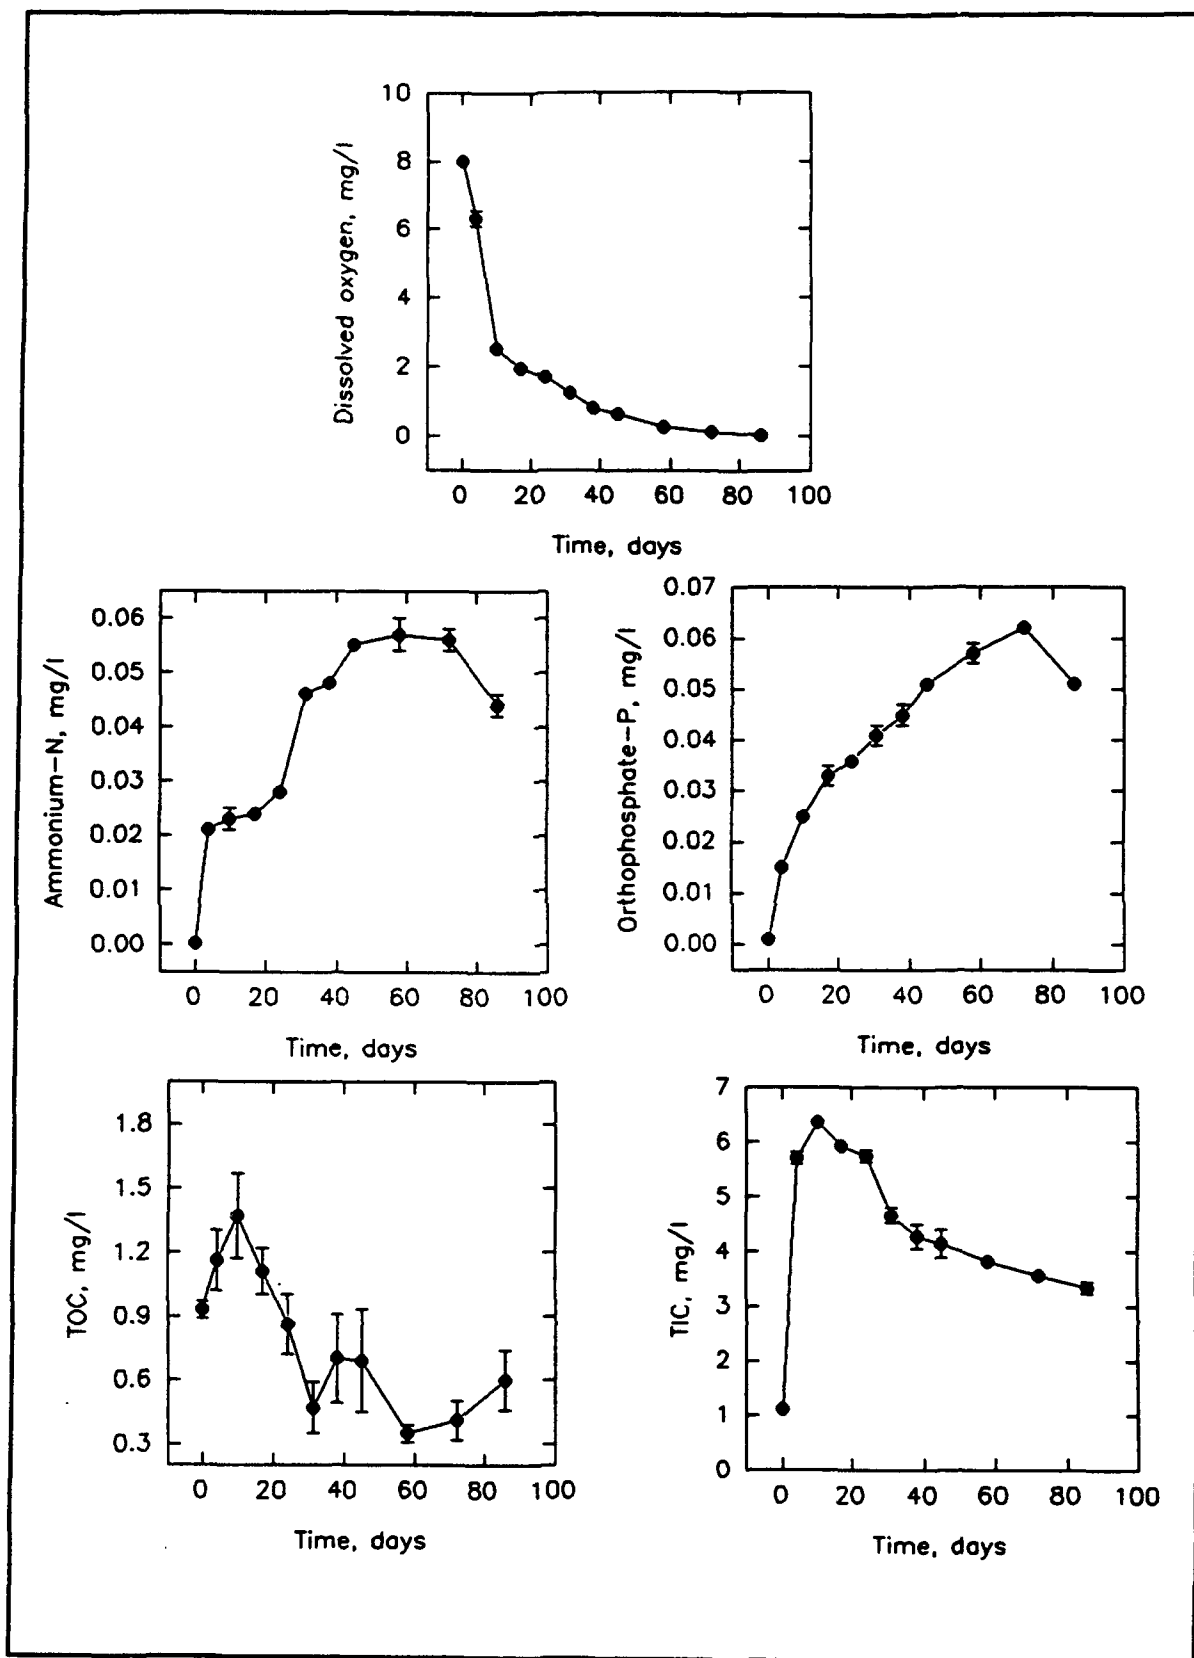 10
8
6
4
2
0
Dissolved oxygen, mg/l
0 20 40 60 80 100
Time, days
0.06
0.05
0.04
0.03
0.02
0.01
0.00
Ammonium-N, mg/l
0 20 40 60 80 100
Time, days
0.07
0.06
0.05
0.04
0.03
0.02
0.01
0.00
Orthophosphate-P, mg/l
0 20 40 60 80 100
Time, days
1.8
1.5
1.2
0.9
0.6
0.3
TOC, mg/l
0 20 40 60 80 100
Time, days
7
6
5
4
3
2
1
0
TIC, mg/l
0 20 40 60 80 100
Time, days